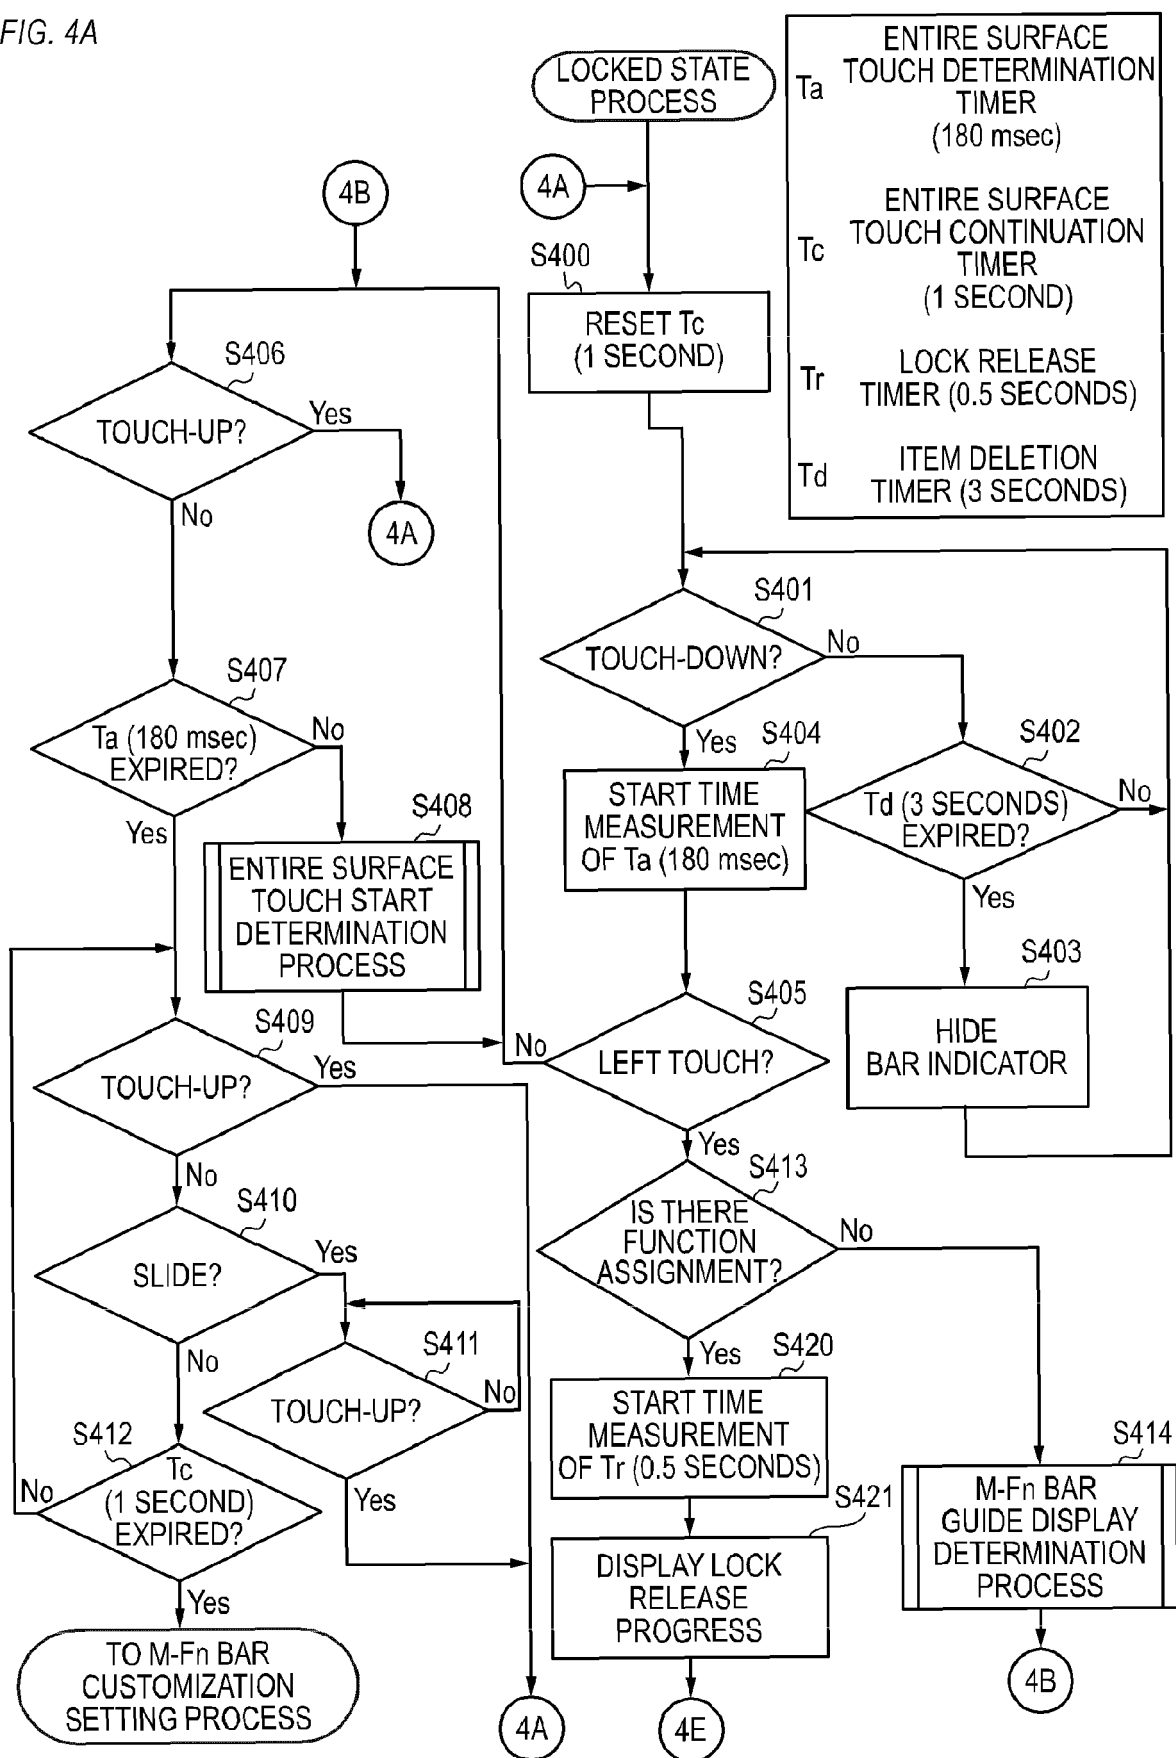 FIG. 4A
LOCKED STATE
PROCESS
Ta
ENTIRE SURFACE
TOUCH DETERMINATION
TIMER
(180 msec)
Tc
ENTIRE SURFACE
TOUCH CONTINUATION
TIMER
(1 SECOND)
Tr
LOCK RELEASE
TIMER (0.5 SECONDS)
Td
ITEM DELETION
TIMER (3 SECONDS)
4A
4B
S400
RESET Tc
(1 SECOND)
S401
TOUCH-DOWN?
No
Yes
S402
Td (3 SECONDS)
EXPIRED?
No
Yes
S403
HIDE
BAR INDICATOR
S404
START TIME
MEASUREMENT
OF Ta (180 msec)
S405
LEFT TOUCH?
No
Yes
S406
TOUCH-UP?
Yes
4A
No
S407
Ta (180 msec)
EXPIRED?
No
Yes
S408
ENTIRE SURFACE
TOUCH START
DETERMINATION
PROCESS
S409
TOUCH-UP?
Yes
No
S410
SLIDE?
Yes
No
S411
TOUCH-UP?
No
Yes
S412
Tc
(1 SECOND)
EXPIRED?
No
Yes
TO M-Fn BAR
CUSTOMIZATION
SETTING PROCESS
4A
S413
IS THERE
FUNCTION
ASSIGNMENT?
No
Yes
S420
START TIME
MEASUREMENT
OF Tr (0.5 SECONDS)
S421
DISPLAY LOCK
RELEASE
PROGRESS
4E
S414
M-Fn BAR
GUIDE DISPLAY
DETERMINATION
PROCESS
4B